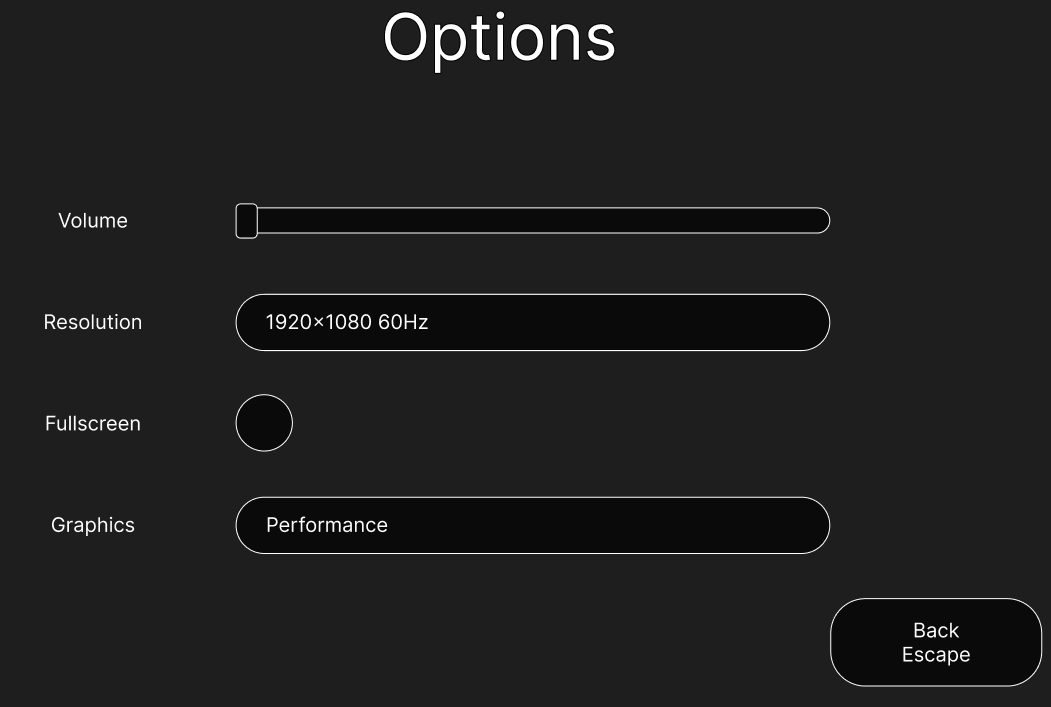 Options
Volume
Resolution
1920×1080 60Hz
Fullscreen
Graphics
Performance
Back
Escape